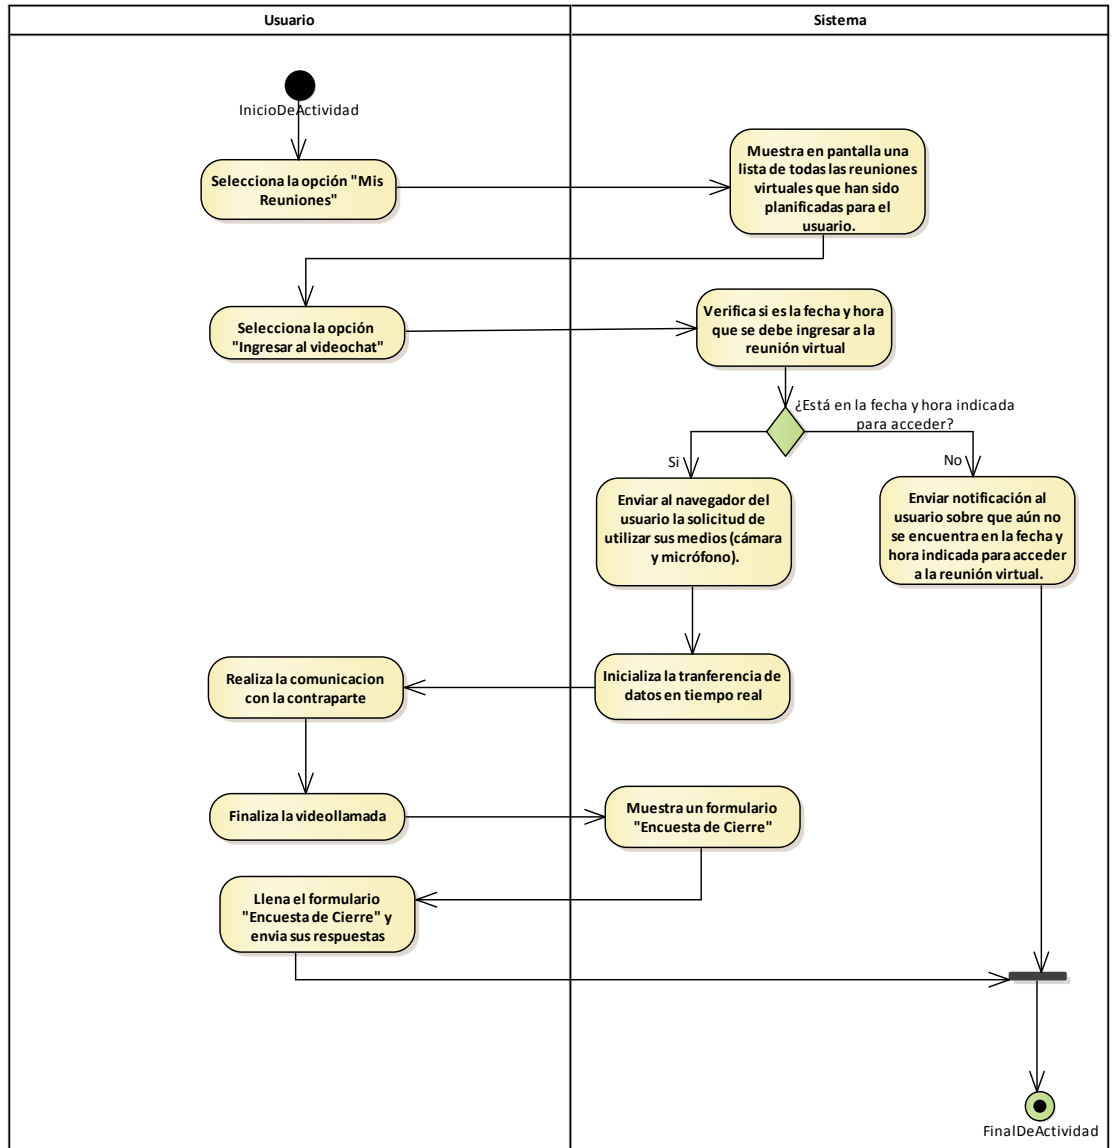 Usuario
Sistema
InicioDeActividad
Selecciona la opción "Mis
Reuniones"
Muestra en pantalla una
lista de todas las reuniones
virtuales que han sido
planificadas para el
usuario.
Selecciona la opción
"Ingresar al videochat"
Verifica si es la fecha y hora
que se debe ingresar a la
reunión virtual
¿Está en la fecha y hora indicada
para acceder?
Si
No
Enviar al navegador del
usuario la solicitud de
utilizar sus medios (cámara
y micrófono).
Enviar notificación al
usuario sobre que aún no
se encuentra en la fecha y
hora indicada para acceder
a la reunión virtual.
Inicializa la tranferencia de
datos en tiempo real
Realiza la comunicacion
con la contraparte
Finaliza la videollamada
Muestra un formulario
"Encuesta de Cierre"
Llena el formulario
"Encuesta de Cierre" y
envia sus respuestas
FinalDeActividad